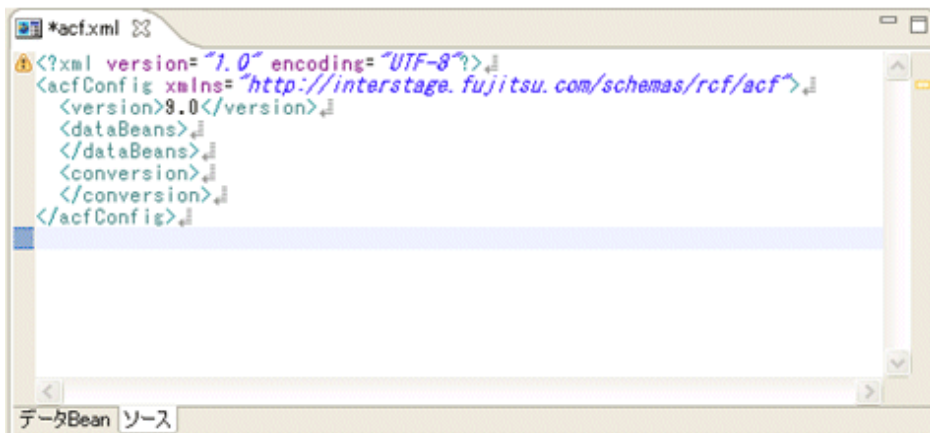 *acf.xml
<?xml version="1.0" encoding="UTF-8"?>
<acfConfig xmlns="http://interstage.fujitsu.com/schemas/rcf/acf">
<version>9.0</version>
<dataBeans>
</dataBeans>
<conversion>
</conversion>
</acfConfig>
データBean ソース